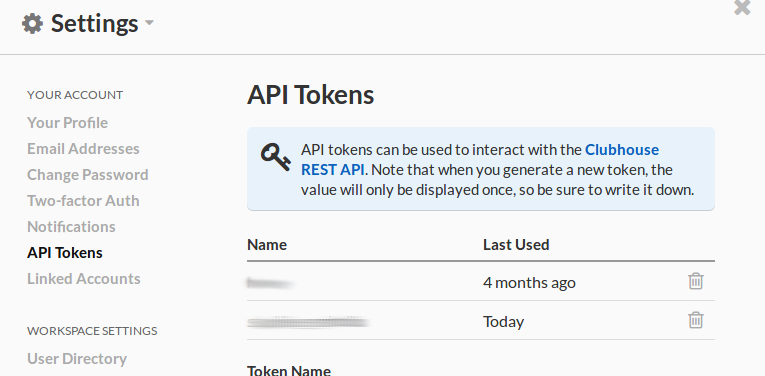 Settings
YOUR ACCOUNT
Your Profile
Email Addresses
Change Password
Two-factor Auth
Notifications
API Tokens
Linked Accounts
WORKSPACE SETTINGS
User Directory
API Tokens
API tokens can be used to interact with the Clubhouse
REST API. Note that when you generate a new token, the
value will only be displayed once, so be sure to write it down.
Name Last Used
4 months ago
Today
Token Name